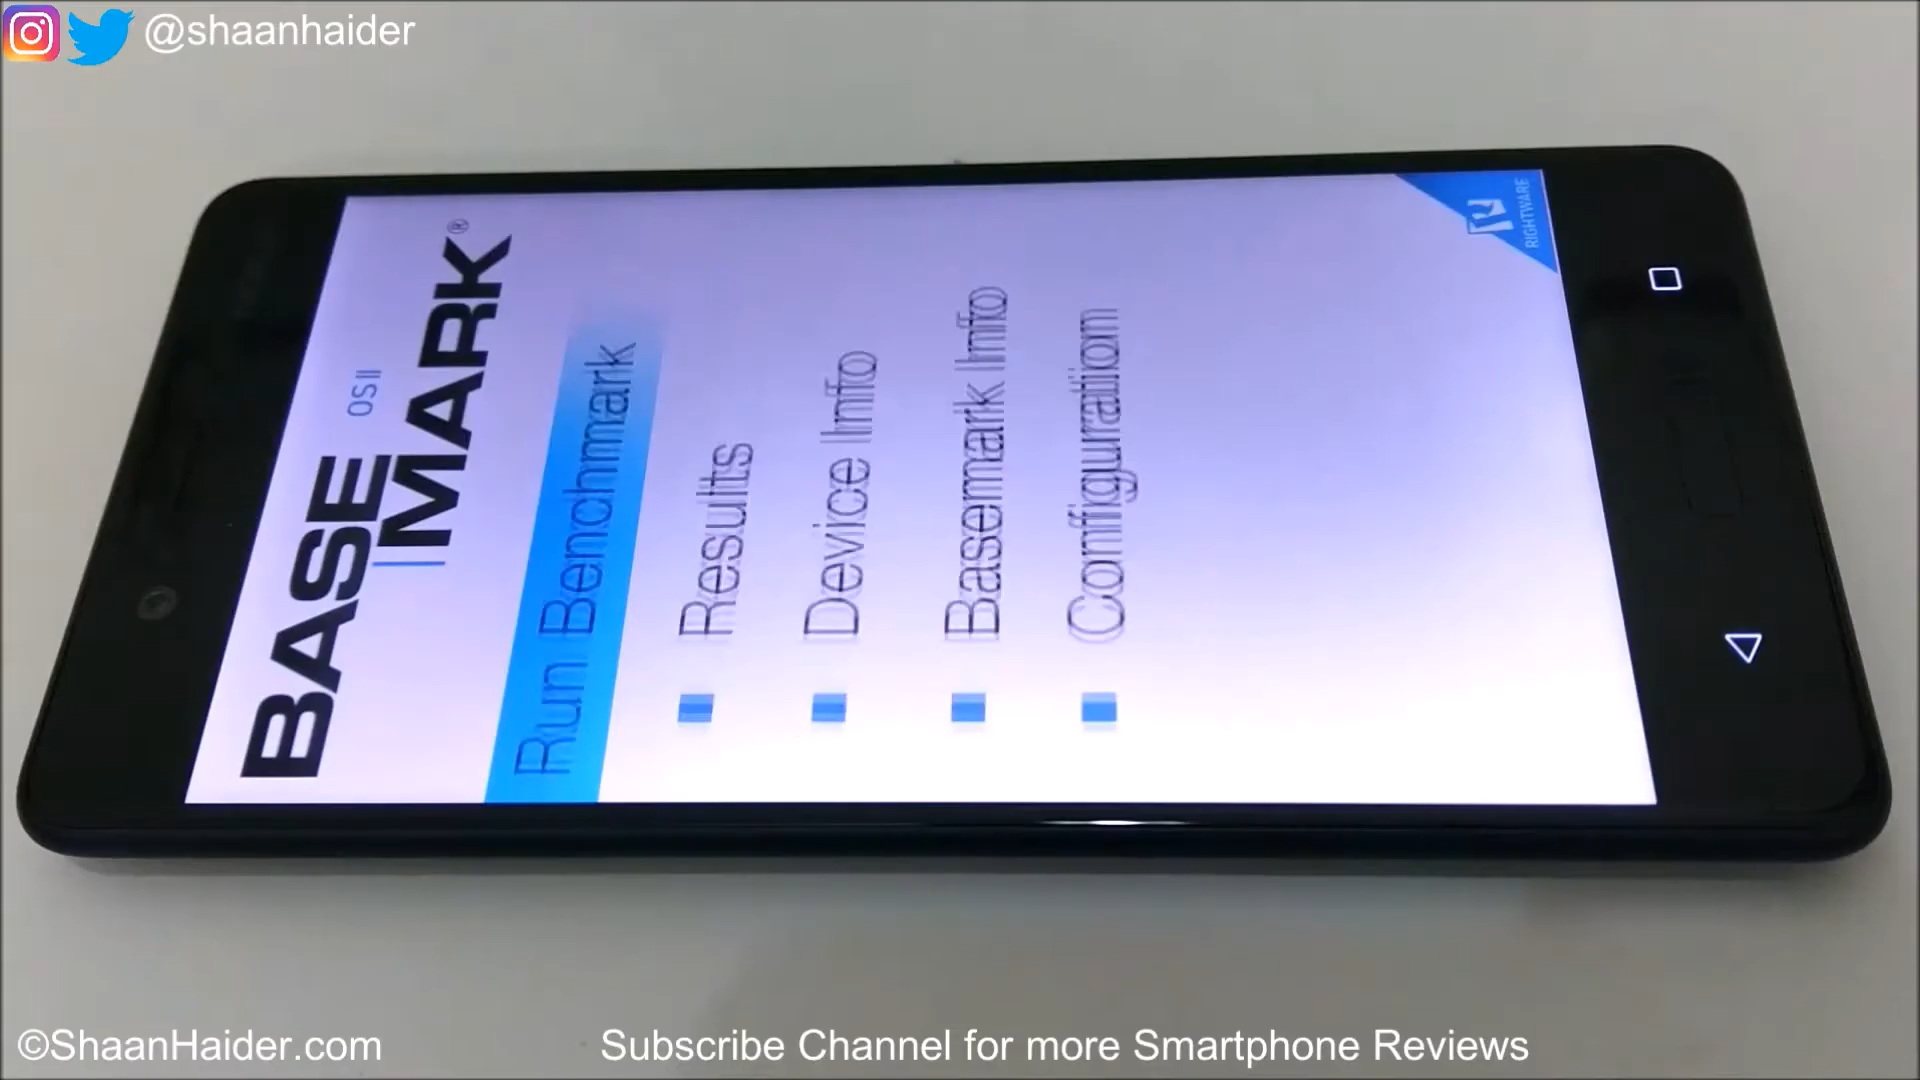 @shaanhaider
BASE
MARK®
OS II
Run Benchmark
Results
Device Info
Basemark Info
Configuration
RIGHTWARE
©ShaanHaider.com
Subscribe Channel for more Smartphone Reviews